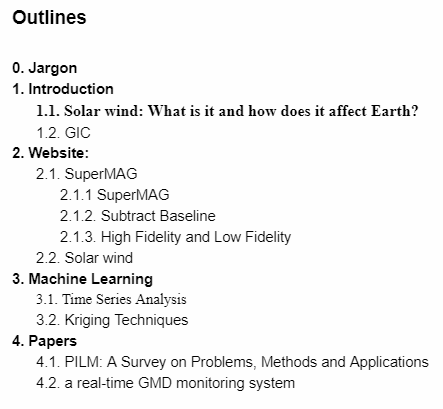 Outlines
0. Jargon
1. Introduction
1.1. Solar wind: What is it and how does it affect Earth?
1.2. GIC
2. Website:
2.1. SuperMAG
2.1.1 SuperMAG
2.1.2. Subtract Baseline
2.1.3. High Fidelity and Low Fidelity
2.2. Solar wind
3. Machine Learning
3.1. Time Series Analysis
3.2. Kriging Techniques
4. Papers
4.1. PILM: A Survey on Problems, Methods and Applications
4.2. a real-time GMD monitoring system